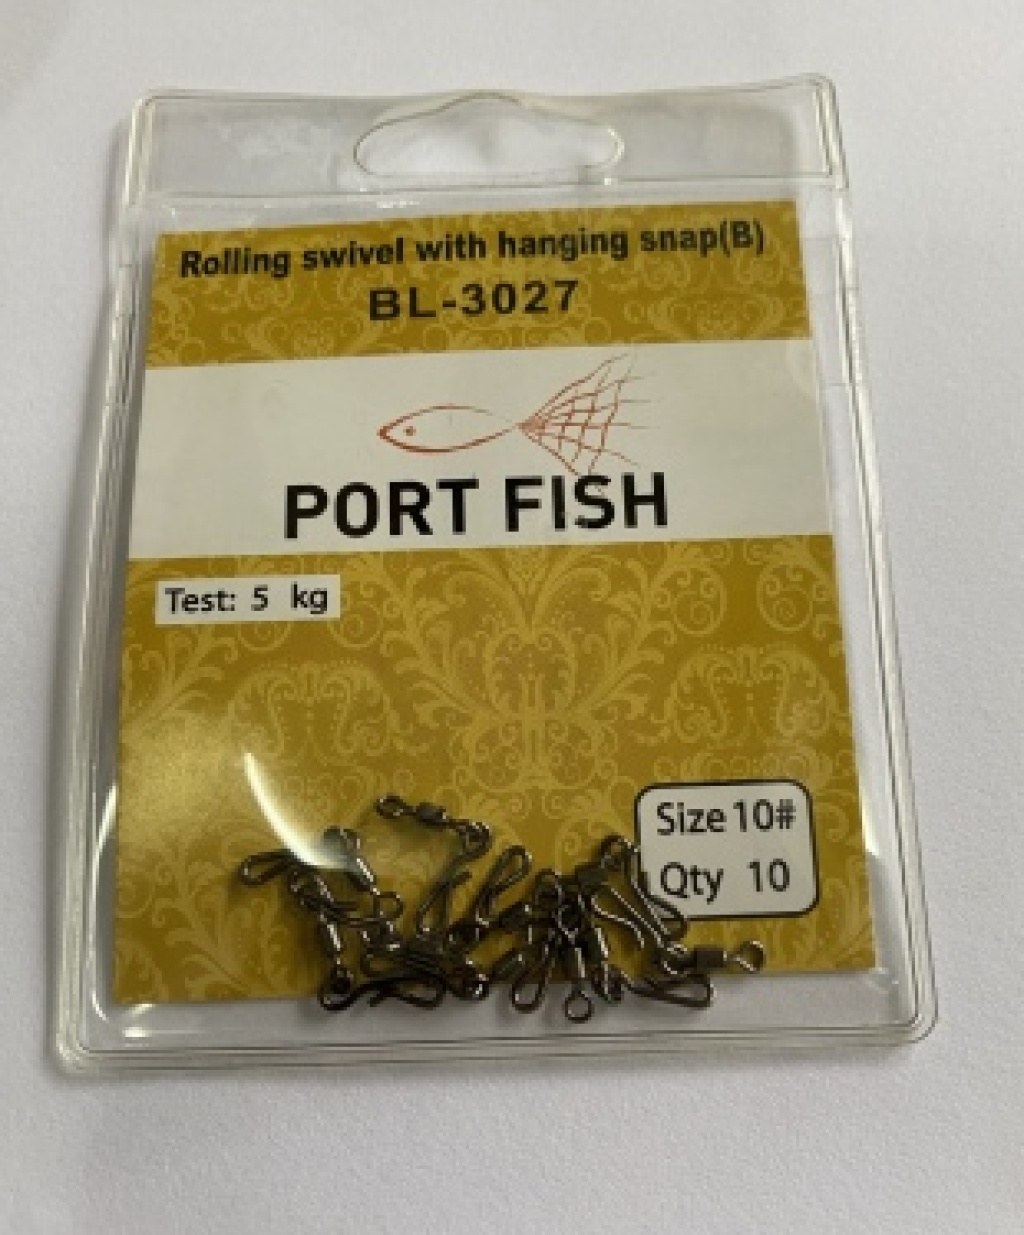 Rolling swivel with hanging snap(B)
BL-3027
PORT FISH
Test: 5 kg
Size 10#
Qty 10